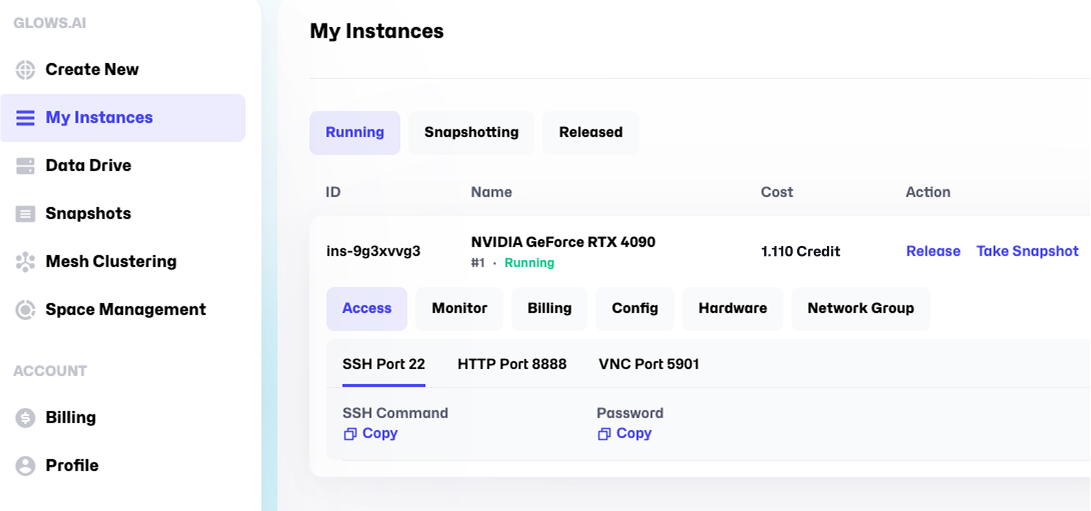 GLOWS.AI
Create New
My Instances
Data Drive
Snapshots
Mesh Clustering
Space Management
ACCOUNT
Billing
Profile
My Instances
Running Snapshotting Released
ID Name Cost Action
ins-9g3xvvg3 NVIDIA GeForce RTX 4090 1.110 Credit Release Take Snapshot
#1 · Running
Access Monitor Billing Config Hardware Network Group
SSH Port 22 HTTP Port 8888 VNC Port 5901
SSH Command Password
Copy Copy